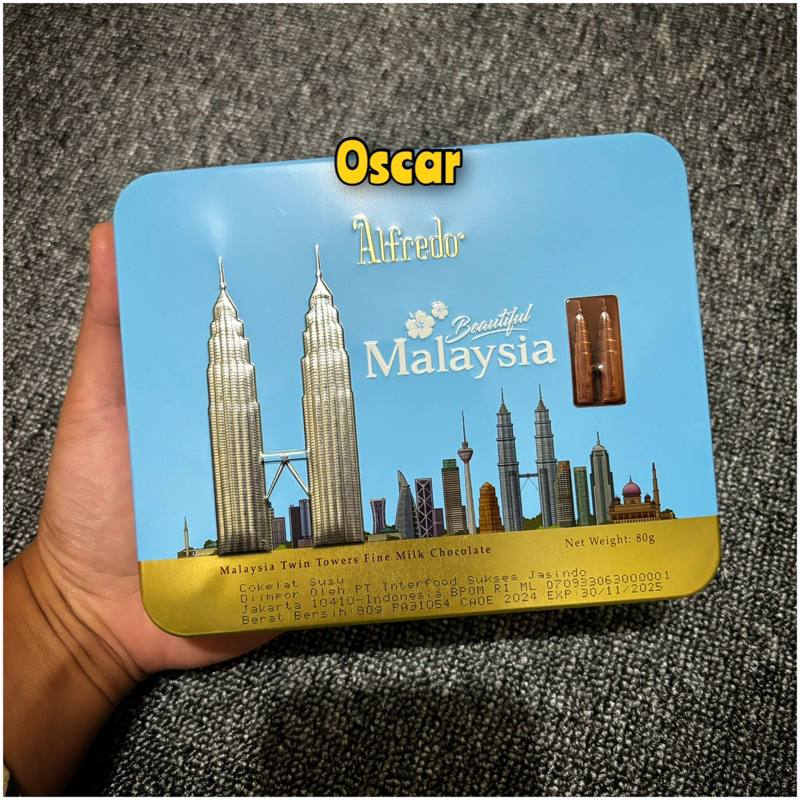 Oscar
Alfredo
Beautiful
Malaysia
Malaysia Twin Towers Fine Milk Chocolate
Net Weight: 80g
Cokelat Susu
Diimpor Oleh:PT Interfood Sukses Jasindo
Jakarta 10410-Indonesia BPOM RI ML 070933063000001
Berat Bersih:80g PA31054 CAOE 2024 EXP:30/11/2025